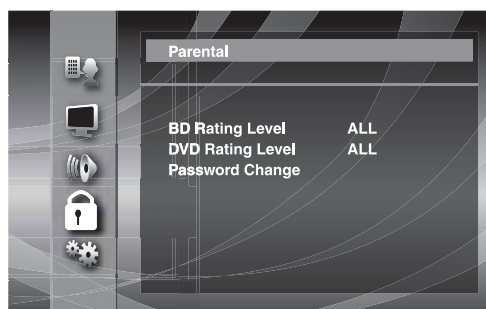 Parental
BD Rating Level ALL
DVD Rating Level ALL
Password Change